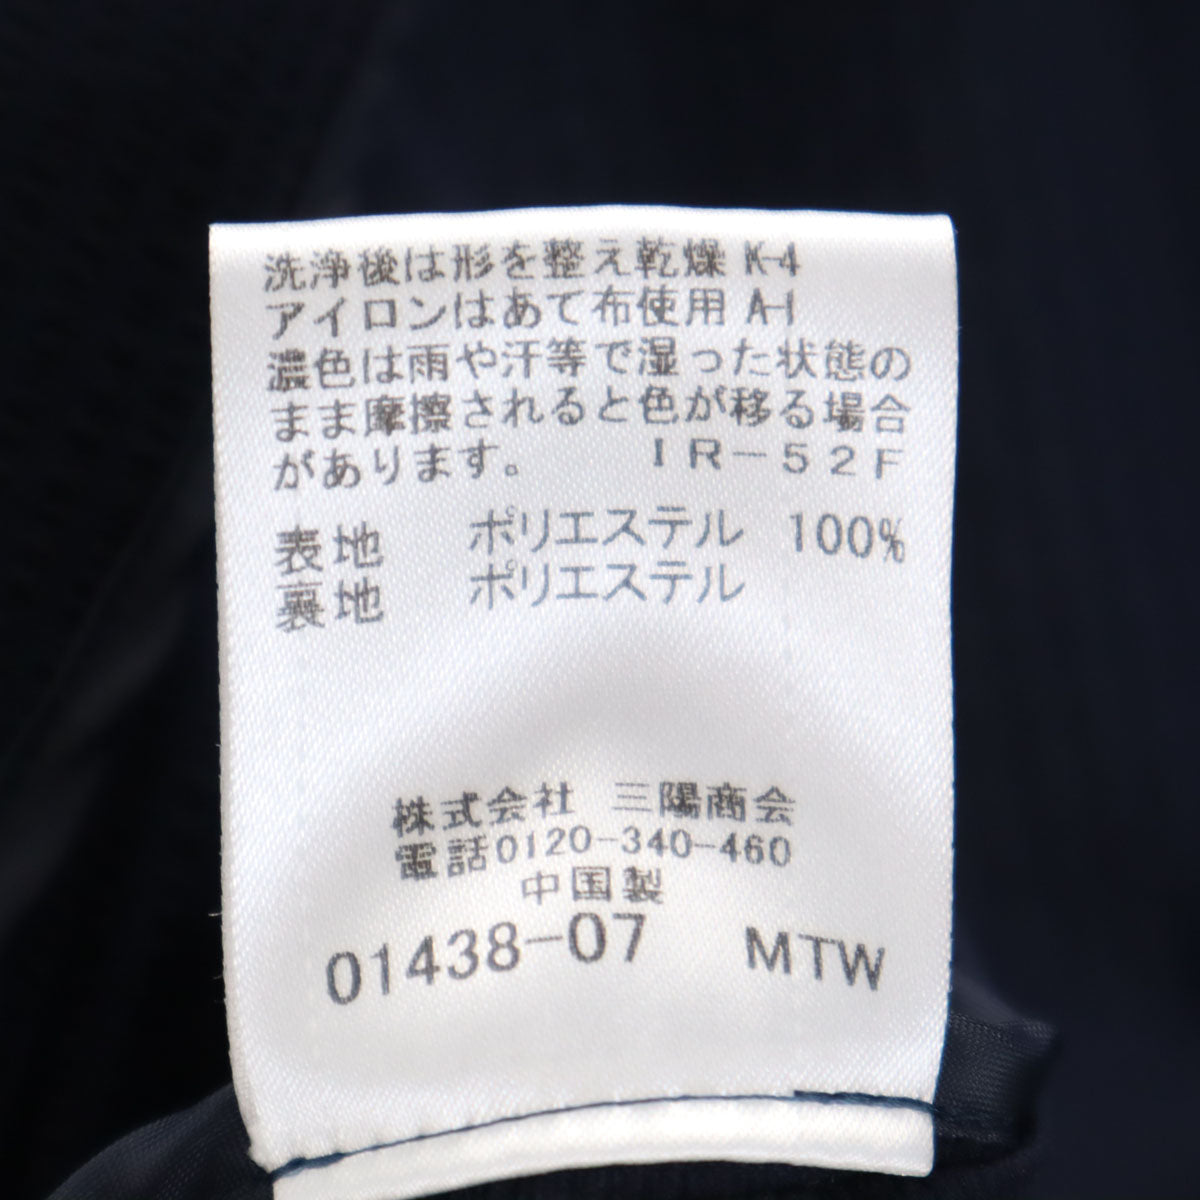 洗浄後は形を整え乾燥 K-4
アイロンはあて布使用 A-1
濃色は雨や汗等で湿った状態の
まま摩擦されると色が移る場合
があります。 IR-52F
表地 ポリエステル 100%
裏地 ポリエステル
株式会社 三陽商会
電話0120-340-460
中国製
01438-07 MTW